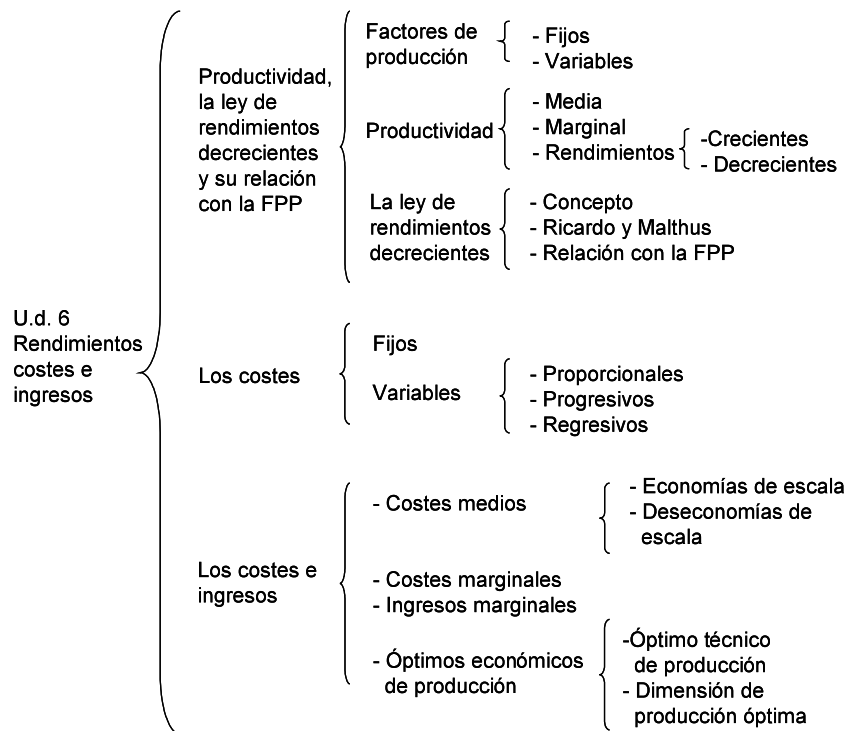 U.d. 6
Rendimientos
costes e
ingresos
Productividad,
la ley de
rendimientos
decrecientes
y su relación
con la FPP
Factores de
producción
- Fijos
- Variables
Productividad
- Media
- Marginal
- Rendimientos
-Crecientes
- Decrecientes
La ley de
rendimientos
decrecientes
- Concepto
- Ricardo y Malthus
- Relación con la FPP
Los costes
Fijos
Variables
- Proporcionales
- Progresivos
- Regresivos
Los costes e
ingresos
- Costes medios
- Economías de escala
- Deseconomías de
escala
- Costes marginales
- Ingresos marginales
- Óptimos económicos
de producción
-Óptimo técnico
de producción
- Dimensión de
producción óptima